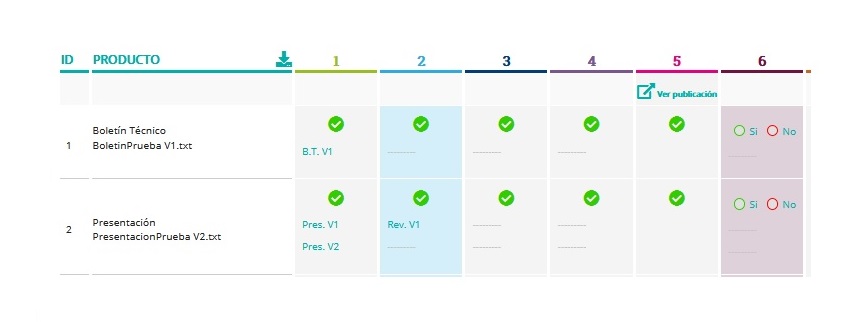 ID PRODUCTO 1 2 3 4 5 6
Ver publicación
1 Boletín Técnico
BoletinPrueba V1.txt
B.T. V1 ---------- ---------- ----------
Si No
----------
2 Presentación
PresentacionPrueba V2.txt
Pres. V1 Rev. V1 ---------- ----------
Pres. V2 ---------- ---------- ----------
Si No
----------
----------